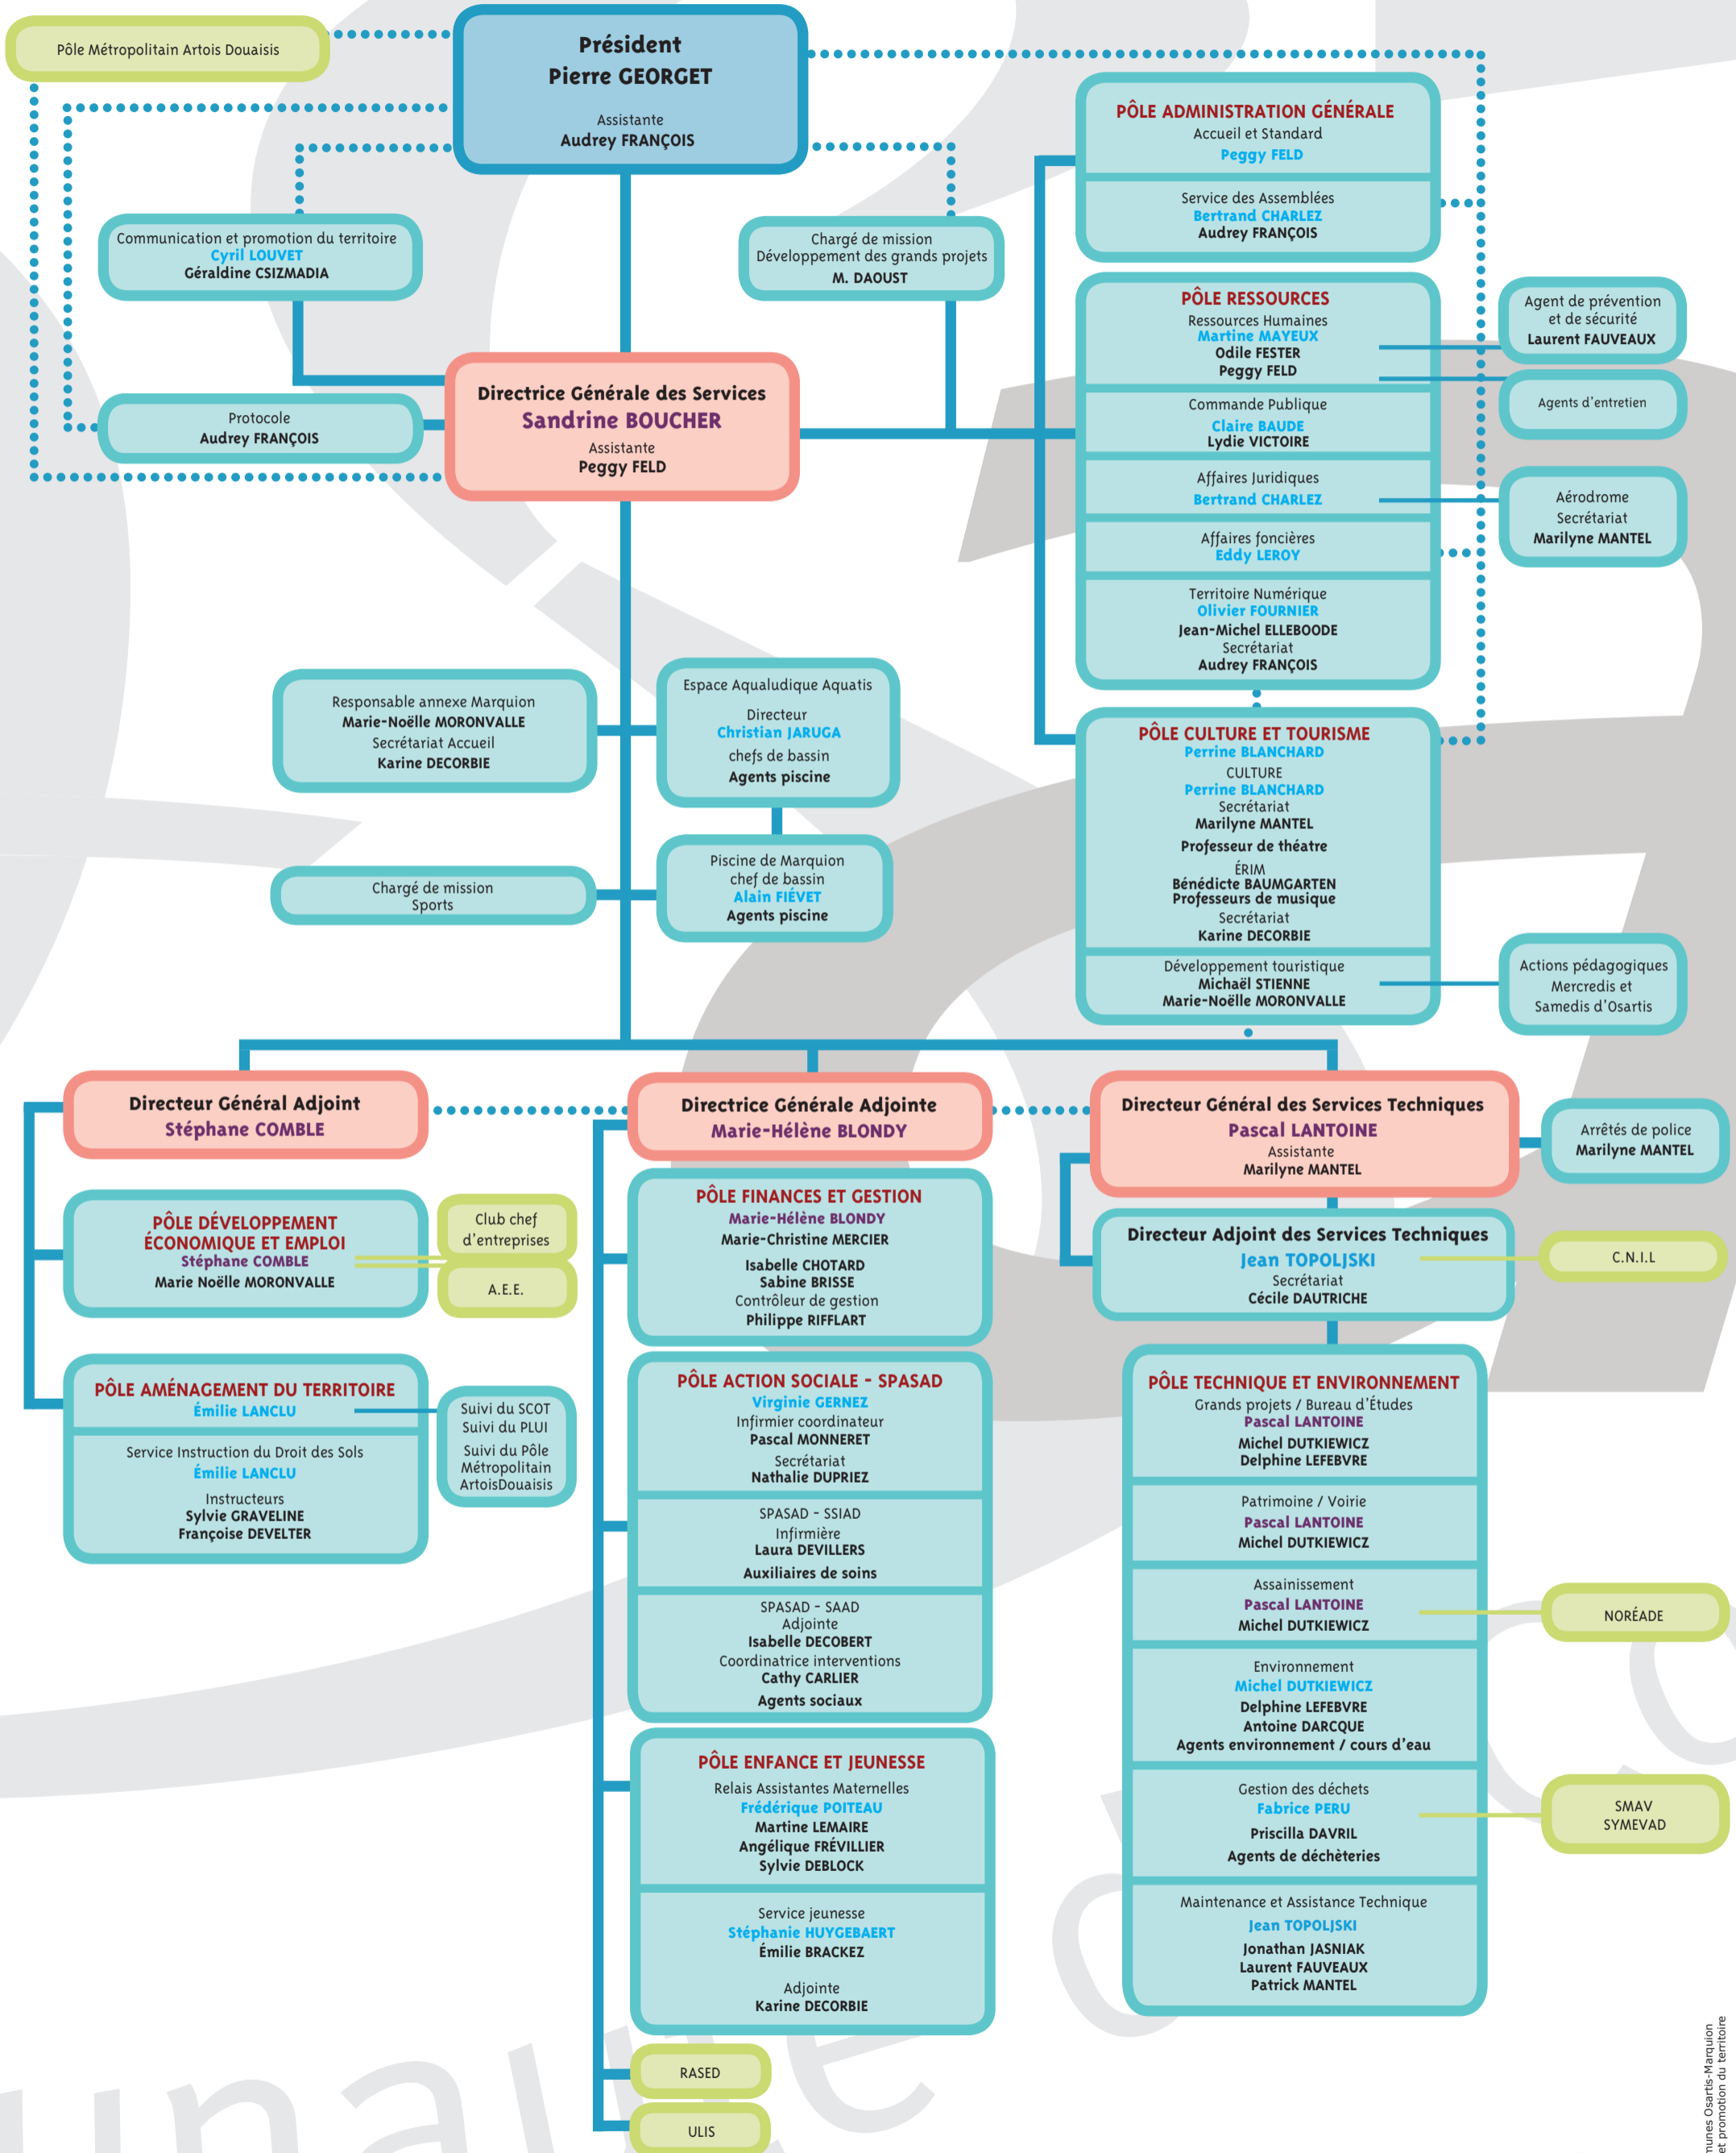 Pôle Métropolitain Artois Douaisis
Président
Pierre GEORGET
Assistante
Audrey FRANÇOIS
Communication et promotion du territoire
Cyril LOUVET
Géraldine CSIZMADIA
Chargé de mission
Développement des grands projets
M. DAOUST
Protocole
Audrey FRANÇOIS
Directrice Générale des Services
Sandrine BOUCHER
Assistante
Peggy FELD
PÔLE ADMINISTRATION GÉNÉRALE
Accueil et Standard
Peggy FELD
Service des Assemblées
Bertrand CHARLEZ
Audrey FRANÇOIS
PÔLE RESSOURCES
Ressources Humaines
Martine MAYEUX
Odile FESTER
Peggy FELD
Commande Publique
Claire BAUDE
Lydie VICTOIRE
Affaires Juridiques
Bertrand CHARLEZ
Affaires foncières
Eddy LEROY
Territoire Numérique
Olivier FOURNIER
Jean-Michel ELLEBOODE
Secrétariat
Audrey FRANÇOIS
Agent de prévention
et de sécurité
Laurent FAUVEAUX
Agents d'entretien
Aérodrome
Secrétariat
Marilyne MANTEL
Responsable annexe Marquion
Marie-Noëlle MORONVALLE
Secrétariat Accueil
Karine DECORBIE
Espace Aqualudique Aquatis
Directeur
Christian JARUGA
chefs de bassin
Agents piscine
Chargé de mission
Sports
Piscine de Marquion
chef de bassin
Alain FIÉVET
Agents piscine
PÔLE CULTURE ET TOURISME
Perrine BLANCHARD
CULTURE
Perrine BLANCHARD
Secrétariat
Marilyne MANTEL
Professeur de théatre
ÉRIM
Bénédicte BAUMGARTEN
Professeurs de musique
Secrétariat
Karine DECORBIE
Développement touristique
Michaël STIENNE
Marie-Noëlle MORONVALLE
Actions pédagogiques
Mercredis et
Samedis d'Osartis
Directeur Général Adjoint
Stéphane COMBLE
PÔLE DÉVELOPPEMENT
ÉCONOMIQUE ET EMPLOI
Stéphane COMBLE
Marie Noëlle MORONVALLE
Club chef
d'entreprises
A.E.E.
PÔLE AMÉNAGEMENT DU TERRITOIRE
Émilie LANCLU
Service Instruction du Droit des Sols
Émilie LANCLU
Instructeurs
Sylvie GRAVELINE
Françoise DEVELTER
Suivi du SCOT
Suivi du PLUI
Suivi du Pôle
Métropolitain
ArtoisDouaisis
Directrice Générale Adjointe
Marie-Hélène BLONDY
PÔLE FINANCES ET GESTION
Marie-Hélène BLONDY
Marie-Christine MERCIER
Isabelle CHOTARD
Sabine BRISSE
Contrôleur de gestion
Philippe RIFFLART
PÔLE ACTION SOCIALE - SPASAD
Virginie GERNEZ
Infirmier coordinateur
Pascal MONNERET
Secrétariat
Nathalie DUPRIEZ
SPASAD - SSIAD
Infirmière
Laura DEVILLERS
Auxiliaires de soins
SPASAD - SAAD
Adjointe
Isabelle DECOBERT
Coordinatrice interventions
Cathy CARLIER
Agents sociaux
PÔLE ENFANCE ET JEUNESSE
Relais Assistantes Maternelles
Frédérique POITEAU
Martine LEMAIRE
Angélique FRÉVILLIER
Sylvie DEBLOCK
Service jeunesse
Stéphanie HUYGEBAERT
Émilie BRACKEZ
Adjointe
Karine DECORBIE
RASED
ULIS
Directeur Général des Services Techniques
Pascal LANTOINE
Assistante
Marilyne MANTEL
Arrêtés de police
Marilyne MANTEL
Directeur Adjoint des Services Techniques
Jean TOPOLJSKI
Secrétariat
Cécile DAUTRICHE
C.N.I.L
PÔLE TECHNIQUE ET ENVIRONNEMENT
Grands projets / Bureau d'Études
Pascal LANTOINE
Michel DUTKIEWICZ
Delphine LEFEBVRE
Patrimoine / Voirie
Pascal LANTOINE
Michel DUTKIEWICZ
Assainissement
Pascal LANTOINE
Michel DUTKIEWICZ
NORÉADE
Environnement
Michel DUTKIEWICZ
Delphine LEFEBVRE
Antoine DARCQUE
Agents environnement / cours d'eau
Gestion des déchets
Fabrice PERU
Priscilla DAVRIL
Agents de déchèteries
SMAV
SYMEVAD
Maintenance et Assistance Technique
Jean TOPOLJSKI
Jonathan JASNIAK
Laurent FAUVEAUX
Patrick MANTEL
munes Osartis-Marquion
et promotion du territoire